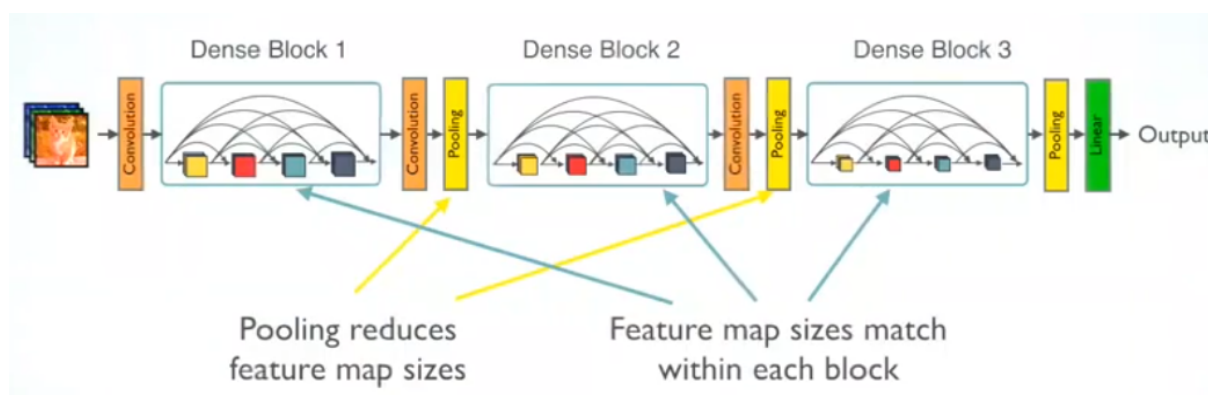 Dense Block 1
Dense Block 2
Dense Block 3
Convolution
Convolution
Pooling
Convolution
Pooling
Pooling
Linear
Output
Pooling reduces
feature map sizes
Feature map sizes match
within each block